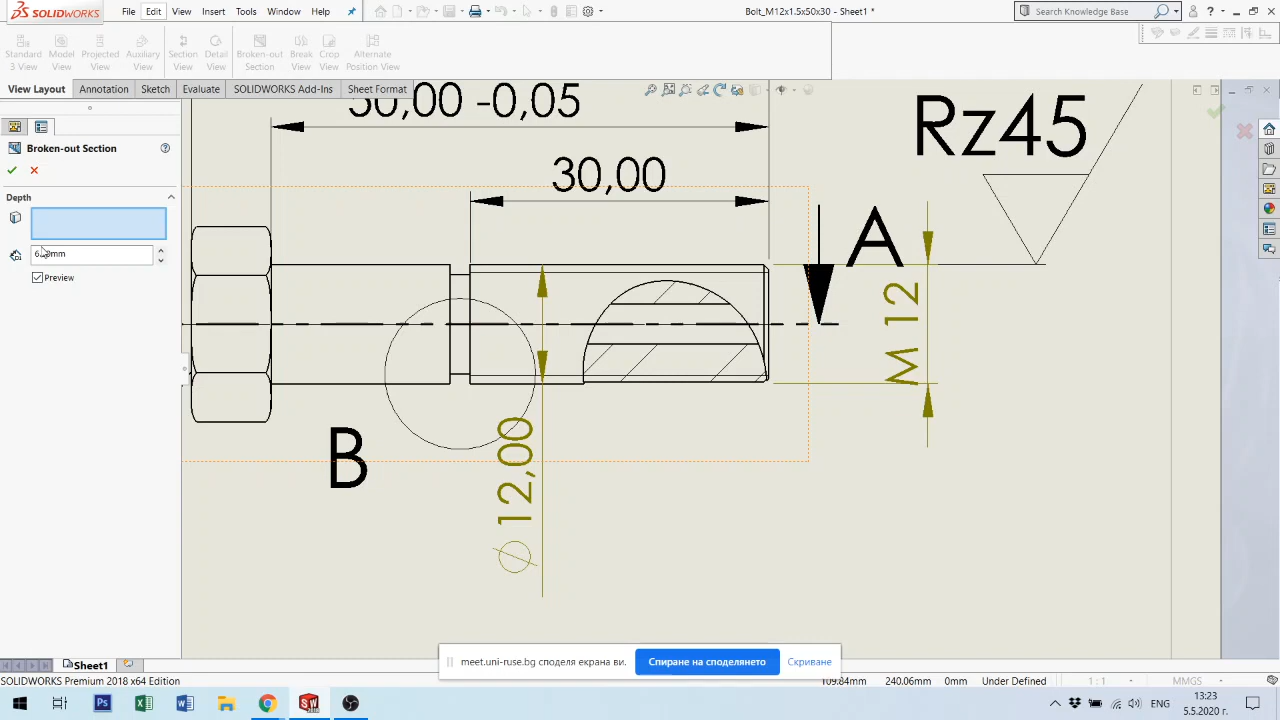 SOLIDWORKS File Edit View Insert Tools Window Help Bolt_M12x1.5x50x30 - Sheet1 * Search Knowledge Base
Standard 3 View
Model View
Projected View
Auxiliary View
Section View
Detail View
Broken-out Section
Break View
Crop View
Alternate Position View
View Layout Annotation Sketch Evaluate SOLIDWORKS Add-Ins Sheet Format
Broken-out Section
Depth
Preview
50,00 -0,05
30,00
Rz45
A
M 12
B
∅ 12,00
Sheet1
meet.uni-ruse.bg споделя екрана ви. Спиране на споделянето Скриване
SOLIDWORKS Premium 2018 x64 Edition 109.84mm 240.06mm 0mm Under Defined 1 : 1 MMGS
ENG 13:23
5.5.2020 г.